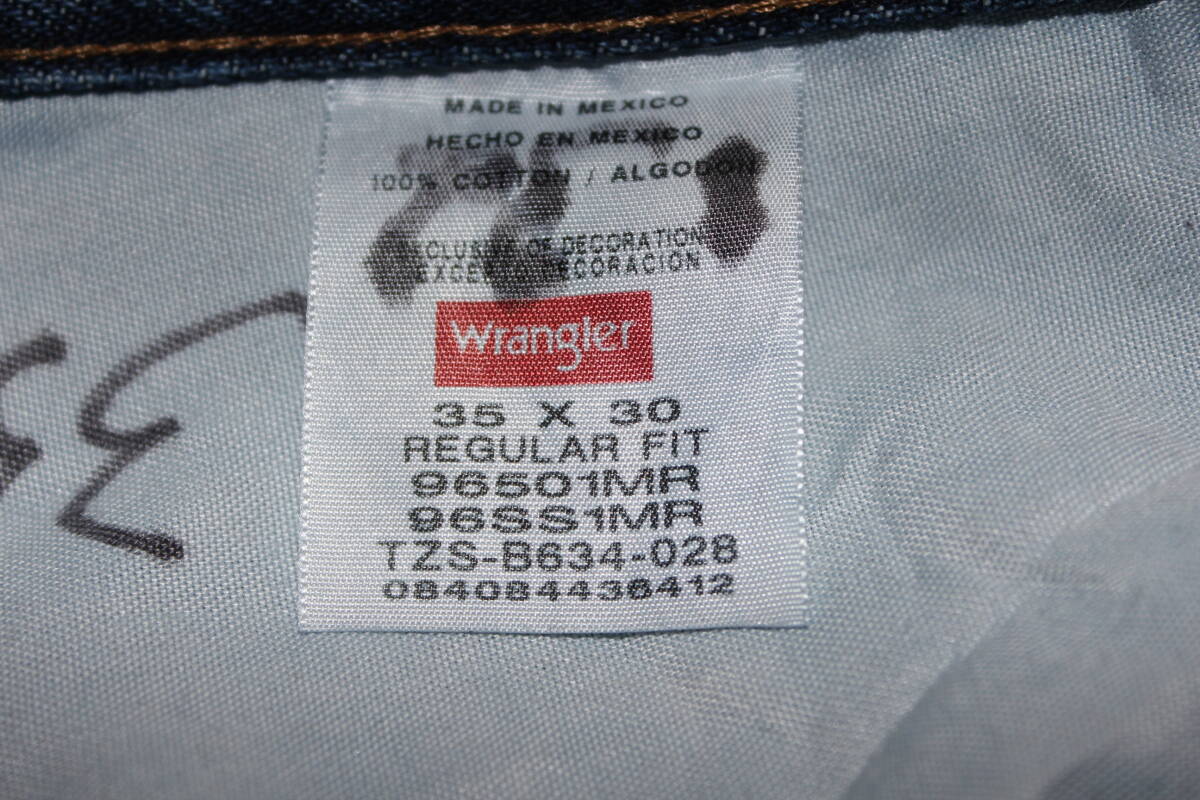 MADE IN MEXICO
HECHO EN MEXICO
100% COTTON / ALGODON
EXCLUSIVE OF DECORATION
EXCEPTO DECORACION
Wrangler
35 X 30
REGULAR FIT
96501MR
96SS1MR
TZS-B634-028
084084436412